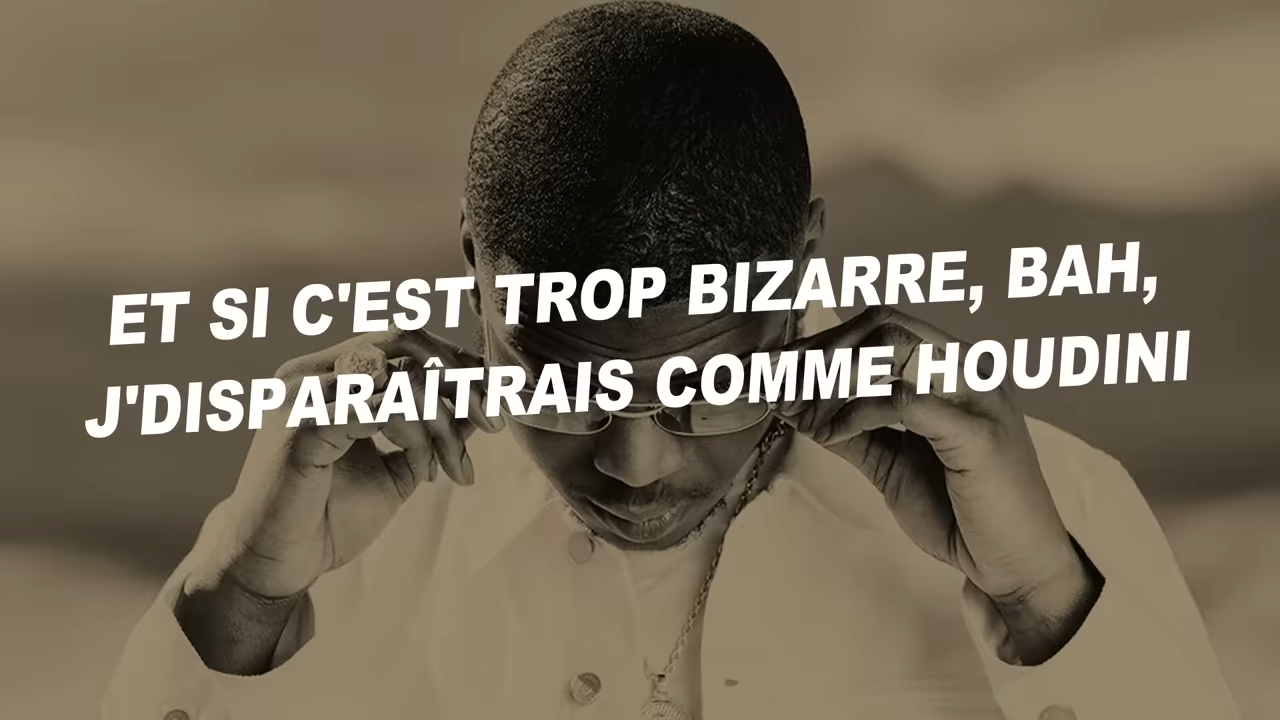 ET SI C'EST TROP BIZARRE, BAH,
J'DISPARAÎTRAIS COMME HOUDINI